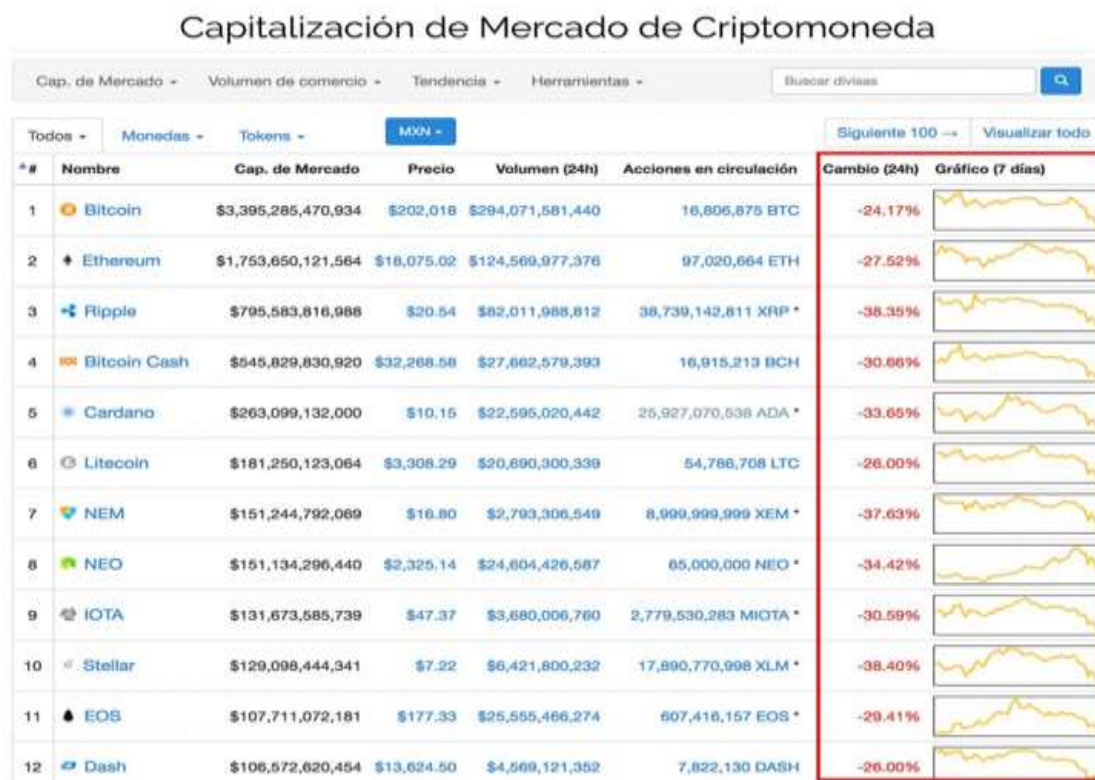 Capitalización de Mercado de Criptomoneda
Cap. de Mercado Volumen de comercio Tendencia Herramientas Buscar divisas
Todos Monedas Tokens MXN Siguiente 100 → Visualizar todo
# Nombre Cap. de Mercado Precio Volumen (24h) Acciones en circulación Cambio (24h) Gráfico (7 días)
1 Bitcoin $3,395,285,470,934 $202,018 $294,071,581,440 16,806,875 BTC -24.17%
2 Ethereum $1,753,650,121,564 $18,075.02 $124,569,977,376 97,020,664 ETH -27.52%
3 Ripple $795,583,816,988 $20.54 $82,011,988,812 38,739,142,811 XRP * -38.35%
4 Bitcoin Cash $545,829,830,920 $32,268.58 $27,662,579,393 16,915,213 BCH -30.66%
5 Cardano $263,099,132,000 $10.15 $22,595,020,442 25,927,070,538 ADA * -33.65%
6 Litecoin $181,250,123,064 $3,308.29 $20,690,300,339 54,786,708 LTC -26.00%
7 NEM $151,244,792,069 $16.80 $2,793,306,549 8,999,999,999 XEM * -37.63%
8 NEO $151,134,296,440 $2,325.14 $24,604,426,587 65,000,000 NEO * -34.42%
9 IOTA $131,673,585,739 $47.37 $3,680,006,760 2,779,530,283 MIOTA * -30.59%
10 Stellar $129,098,444,341 $7.22 $6,421,800,232 17,890,770,998 XLM * -38.40%
11 EOS $107,711,072,181 $177.33 $25,555,466,274 607,416,157 EOS * -29.41%
12 Dash $106,572,620,454 $13,624.50 $4,569,121,352 7,822,130 DASH -26.00%